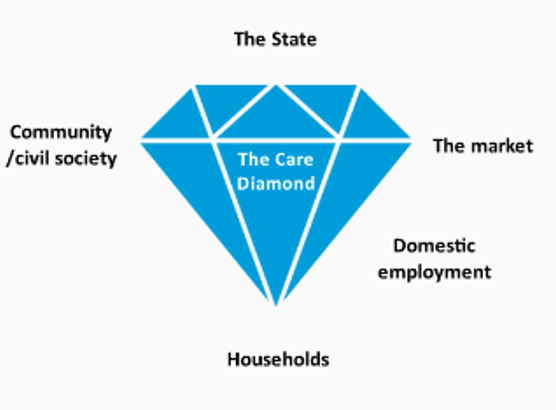 The State
Community
/civil society
The Care
Diamond
The market
Domestic
employment
Households